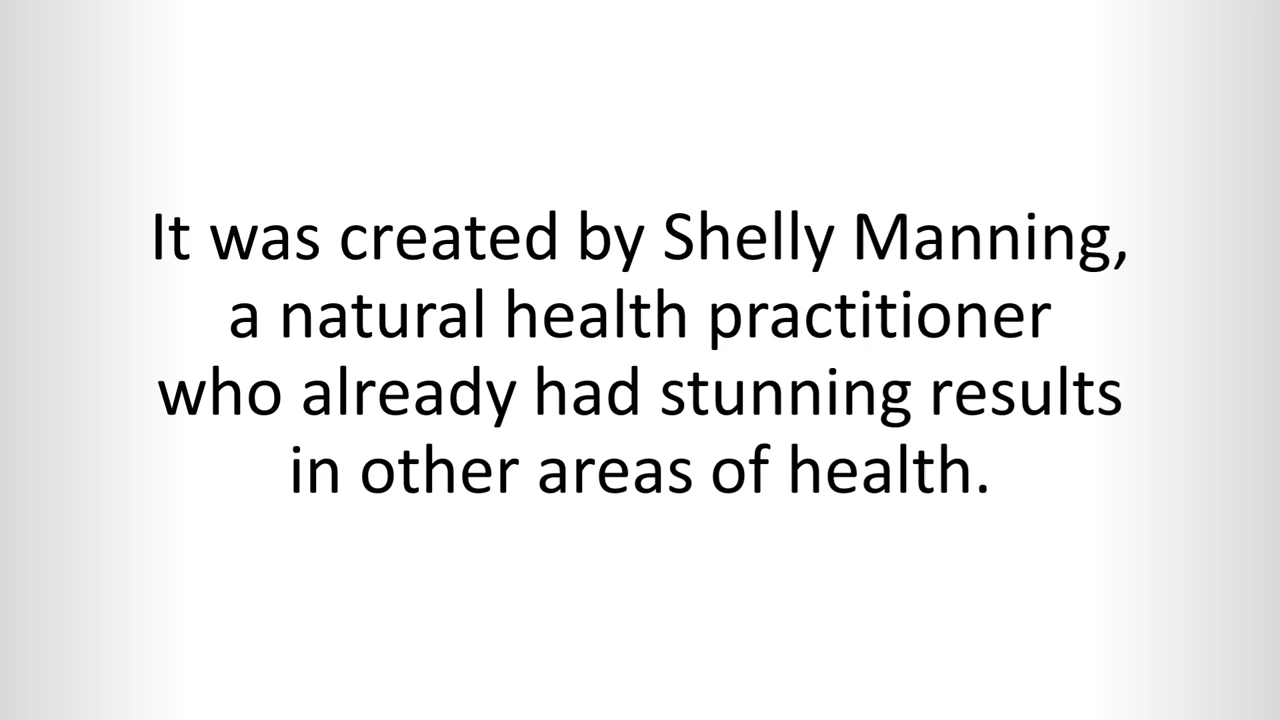 It was created by Shelly Manning,
a natural health practitioner
who already had stunning results
in other areas of health.